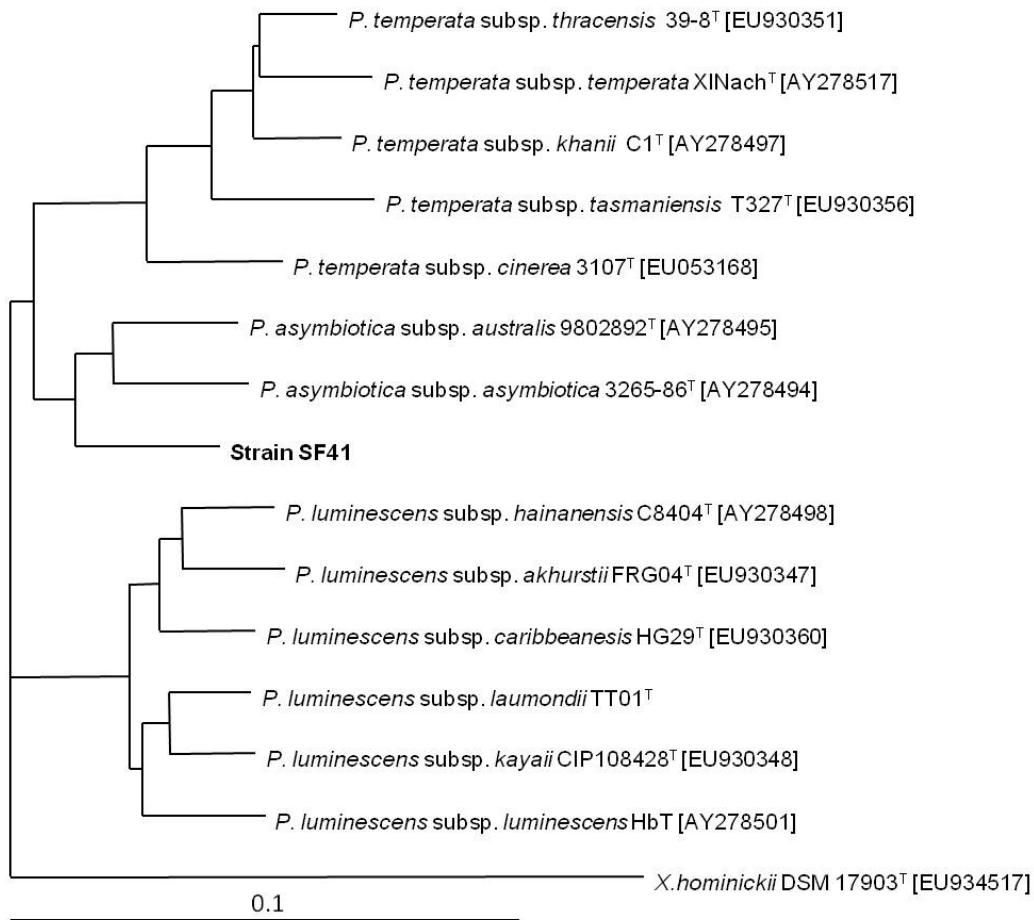 P. temperata subsp. thracensis 39-8ᵀ [EU930351]
P. temperata subsp. temperata XINachᵀ [AY278517]
P. temperata subsp. khanii C1ᵀ [AY278497]
P. temperata subsp. tasmaniensis T327ᵀ [EU930356]
P. temperata subsp. cinerea 3107ᵀ [EU053168]
P. asymbiotica subsp. australis 9802892ᵀ [AY278495]
P. asymbiotica subsp. asymbiotica 3265-86ᵀ [AY278494]
Strain SF41
P. luminescens subsp. hainanensis C8404ᵀ [AY278498]
P. luminescens subsp. akhurstii FRG04ᵀ [EU930347]
P. luminescens subsp. caribbeanesis HG29ᵀ [EU930360]
P. luminescens subsp. laumondii TT01ᵀ
P. luminescens subsp. kayaii CIP108428ᵀ [EU930348]
P. luminescens subsp. luminescens HbT [AY278501]
X.hominickii DSM 17903ᵀ [EU934517]
0.1